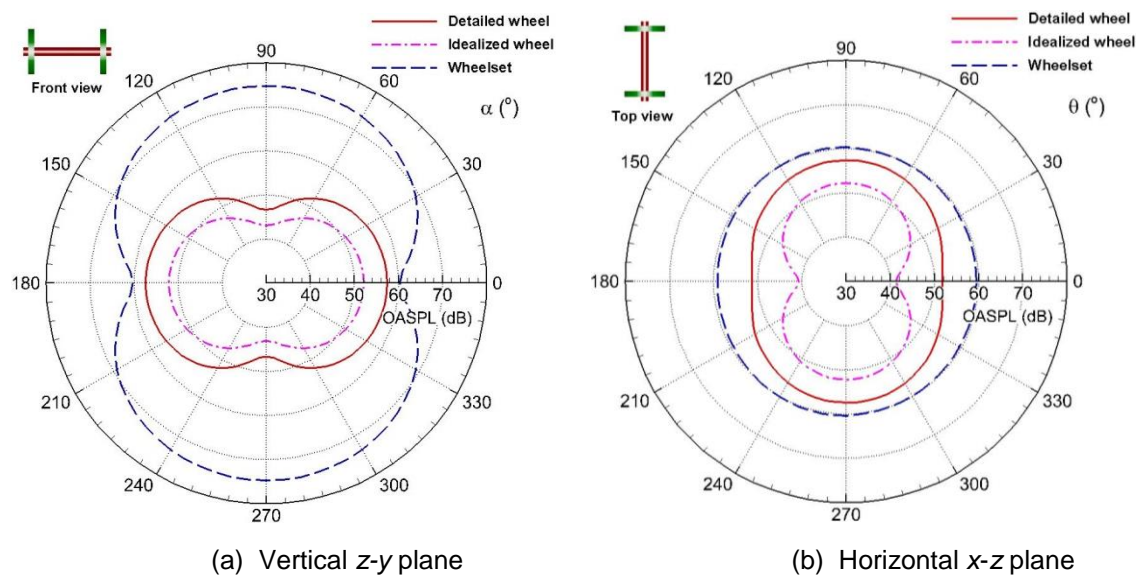 Detailed wheel
Idealized wheel
Wheelset
Front view
90
120
60
α (°)
150
30
180
30 40 50 60 70
0
OASPL (dB)
210
330
240
300
270
(a) Vertical z-y plane
Detailed wheel
Idealized wheel
Wheelset
Top view
90
120
60
θ (°)
150
30
180
30 40 50 60 70
0
OASPL (dB)
210
330
240
300
270
(b) Horizontal x-z plane